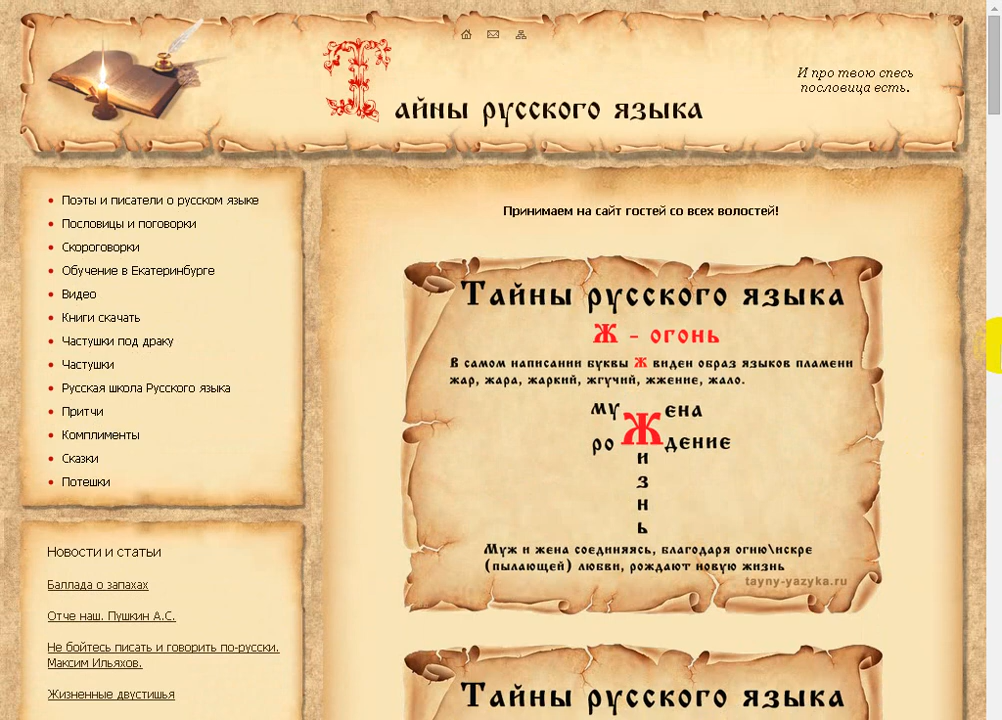 И про твою спесь
пословица есть.
Тайны русского языка
Поэты и писатели о русском языке
Пословицы и поговорки
Скороговорки
Обучение в Екатеринбурге
Видео
Книги скачать
Частушки под драку
Частушки
Русская школа Русского языка
Притчи
Комплименты
Сказки
Потешки
Новости и статьи
Баллада о запахах
Отче наш. Пушкин А.С.
Не бойтесь писать и говорить по-русски.
Максим Ильяхов.
Жизненные двустишья
Принимаем на сайт гостей со всех волостей!
Тайны русского языка
Ж - огонь
В самом написании буквы Ж виден образ языков пламени
жар, жара, жаркий, жгучий, жжение, жало.
му Ж ена
ро ждение
и
з
н
ь
Муж и жена соединяясь, благодаря огню\искре
(пылающей) любви, рождают новую жизнь
tayny-yazyka.ru
Тайны русского языка